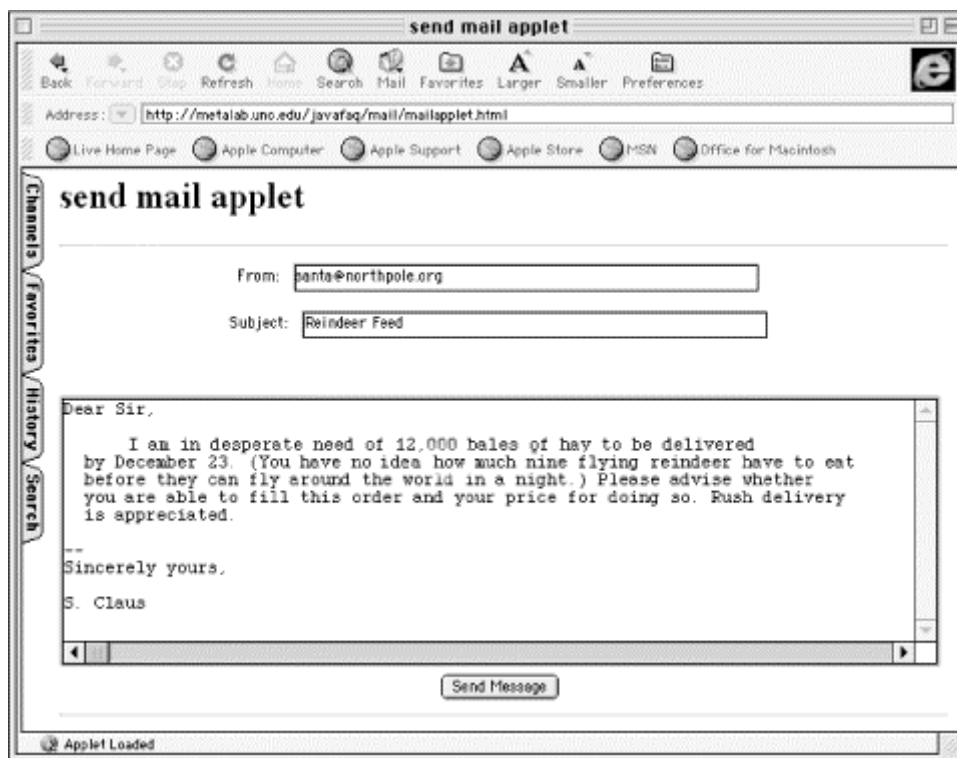 send mail applet
Back Forward Stop Refresh Home Search Mail Favorites Larger Smaller Preferences
Address: http://metalab.unc.edu/javafaq/mail/mailapplet.html
Live Home Page Apple Computer Apple Support Apple Store MSN Office for Macintosh
Channels
Favorites
History
Search
send mail applet
From: santa@northpole.org
Subject: Reindeer Feed
Dear Sir,
I am in desperate need of 12,000 bales of hay to be delivered
by December 23. (You have no idea how much nine flying reindeer have to eat
before they can fly around the world in a night.) Please advise whether
you are able to fill this order and your price for doing so. Rush delivery
is appreciated.
--
Sincerely yours,
S. Claus
Send Message
Applet Loaded